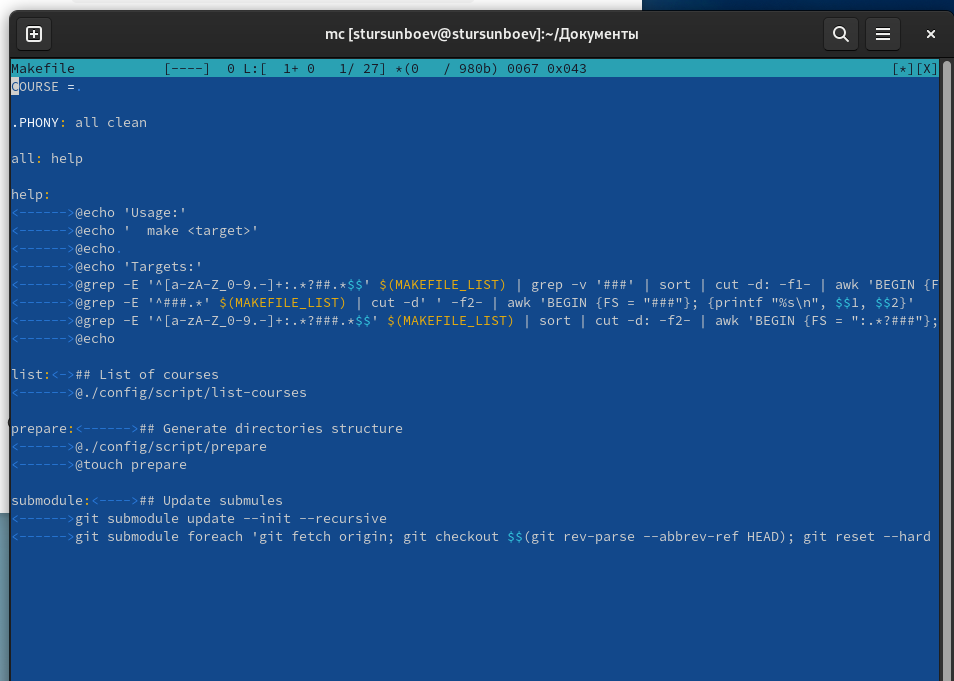 mc [stursunboev@stursunboev]:~/Документы
Makefile [----] 0 L:[ 1+ 0 1/ 27] *(0 / 980b) 0067 0x043 [*][X]
COURSE =.
.PHONY: all clean
all: help
help:
<------>@echo 'Usage:'
<------>@echo '  make <target>'
<------>@echo.
<------>@echo 'Targets:'
<------>@grep -E '^[a-zA-Z_0-9.-]+:.*?##.*$$' $(MAKEFILE_LIST) | grep -v '###' | sort | cut -d: -f1- | awk 'BEGIN {F
<------>@grep -E '^###.*' $(MAKEFILE_LIST) | cut -d' ' -f2- | awk 'BEGIN {FS = "###"}; {printf "%s\n", $$1, $$2}'
<------>@grep -E '^[a-zA-Z_0-9.-]+:.*?###.*$$' $(MAKEFILE_LIST) | sort | cut -d: -f2- | awk 'BEGIN {FS = ":.*?###"};
<------>@echo
list:<->## List of courses
<------>@./config/script/list-courses
prepare:<------>## Generate directories structure
<------>@./config/script/prepare
<------>@touch prepare
submodule:<---->## Update submules
<------>git submodule update --init --recursive
<------>git submodule foreach 'git fetch origin; git checkout $$(git rev-parse --abbrev-ref HEAD); git reset --hard